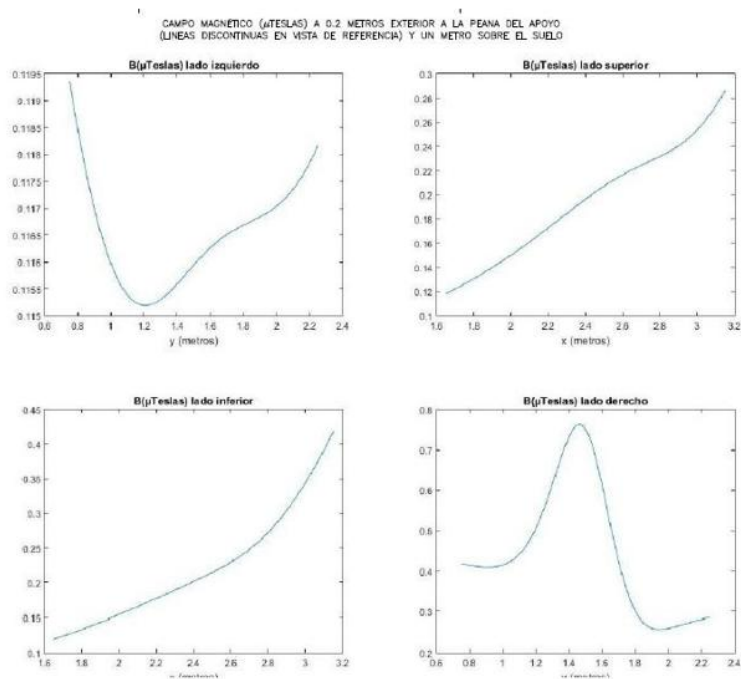 CAMPO MAGNÉTICO (µTESLAS) A 0.2 METROS EXTERIOR A LA PEANA DEL APOYO
(LINEAS DISCONTINUAS EN VISTA DE REFERENCIA) Y UN METRO SOBRE EL SUELO
B(µTeslas) lado izquierdo
0.1195
0.119
0.1185
0.118
0.1175
0.117
0.1165
0.116
0.1155
0.115
0.6 0.8 1 1.2 1.4 1.6 1.8 2 2.2 2.4
y (metros)
B(µTeslas) lado superior
0.3
0.28
0.26
0.24
0.22
0.2
0.18
0.16
0.14
0.12
0.1
1.6 1.8 2 2.2 2.4 2.6 2.8 3 3.2
x (metros)
B(µTeslas) lado inferior
0.45
0.4
0.35
0.3
0.25
0.2
0.15
0.1
1.6 1.8 2 2.2 2.4 2.6 2.8 3 3.2
(metros)
B(µTeslas) lado derecho
0.8
0.7
0.6
0.5
0.4
0.3
0.2
0.6 0.8 1 1.2 1.4 1.6 1.8 2 2.2 2.4
(metros)